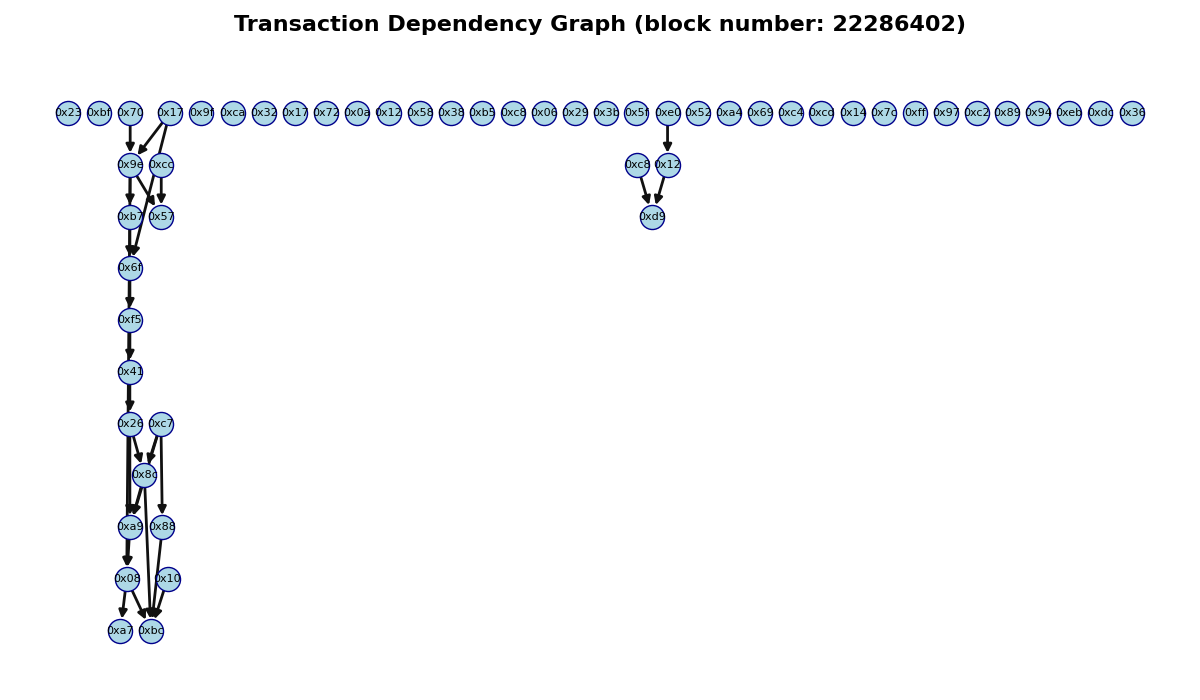 Transaction Dependency Graph (block number: 22286402)
0x23 0xbf 0x70 0x17 0x9f 0xca 0x32 0x17 0x72 0x0a 0x12 0x58 0x38 0xb5 0xc8 0x06 0x29 0x3b 0x5f 0xe0 0x52 0xa4 0x69 0xc4 0xcd 0x14 0x7c 0xff 0x97 0xc2 0x89 0x94 0xeb 0xdc 0x36
0x9e 0xcc 0xc8 0x12
0xb7 0x57 0xd9
0x6f
0xf5
0x41
0x26 0xc7
0x8c
0xa9 0x88
0x08 0x10
0xa7 0xbc